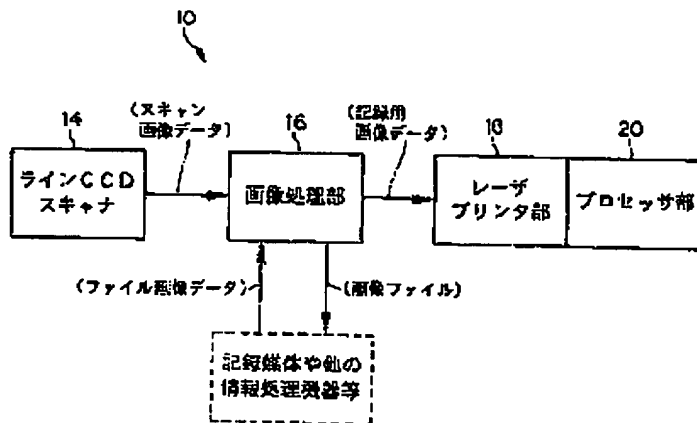 10
14
(スキャン
画像データ)
16
(記録用
画像データ)
18
20
ラインCCD
スキャナ
画像処理部
レーザ
プリンタ部
プロセッサ部
(ファイル画像データ)
(画像ファイル)
記録媒体や他の
情報処理機器等